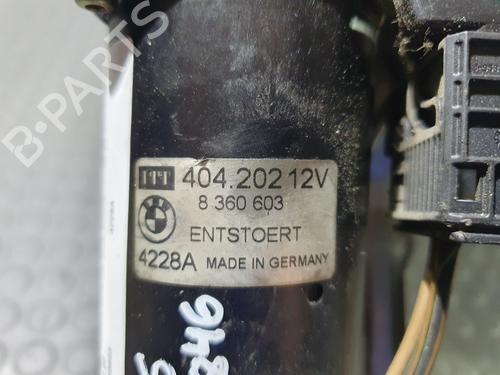 B-PARTS
ITT 404.202 12V
8 360 603
ENTSTOERT
4228A MADE IN GERMANY